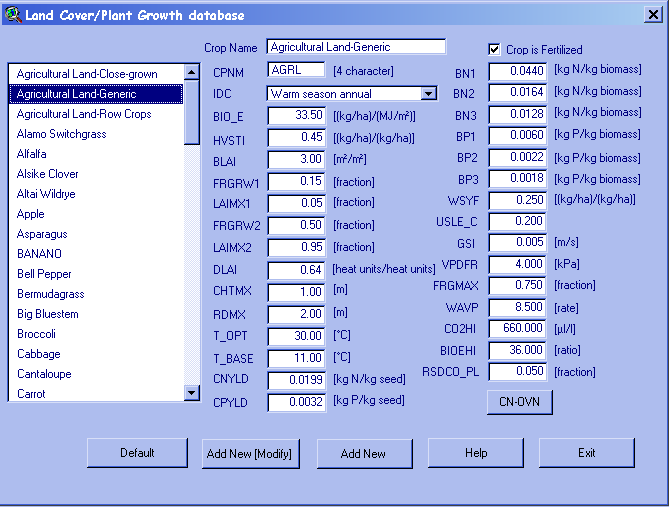 Land Cover/Plant Growth database
Crop Name Agricultural Land-Generic
Crop is Fertilized
Agricultural Land-Close-grown
Agricultural Land-Generic
Agricultural Land-Row Crops
Alamo Switchgrass
Alfalfa
Alsike Clover
Altai Wildrye
Apple
Asparagus
BANANO
Bell Pepper
Bermudagrass
Big Bluestem
Broccoli
Cabbage
Cantaloupe
Carrot
CPNM AGRL [4 character]
IDC Warm season annual
BIO_E 33.50 [(kg/ha)/(MJ/m²)]
HVSTI 0.45 [(kg/ha)/(kg/ha)]
BLAI 3.00 [m²/m²]
FRGRW1 0.15 [fraction]
LAIMX1 0.05 [fraction]
FRGRW2 0.50 [fraction]
LAIMX2 0.95 [fraction]
DLAI 0.64 [heat units/heat units]
CHTMX 1.00 [m]
RDMX 2.00 [m]
T_OPT 30.00 [°C]
T_BASE 11.00 [°C]
CNYLD 0.0199 [kg N/kg seed]
CPYLD 0.0032 [kg P/kg seed]
BN1 0.0440 [kg N/kg biomass]
BN2 0.0164 [kg N/kg biomass]
BN3 0.0128 [kg N/kg biomass]
BP1 0.0060 [kg P/kg biomass]
BP2 0.0022 [kg P/kg biomass]
BP3 0.0018 [kg P/kg biomass]
WSYF 0.250 [(kg/ha)/(kg/ha)]
USLE_C 0.200
GSI 0.005 [m/s]
VPDFR 4.000 [kPa]
FRGMAX 0.750 [fraction]
WAVP 8.500 [rate]
CO2HI 660.000 [µl/l]
BIOEHI 36.000 [ratio]
RSDCO_PL 0.050 [fraction]
CN-OVN
Default
Add New [Modify]
Add New
Help
Exit